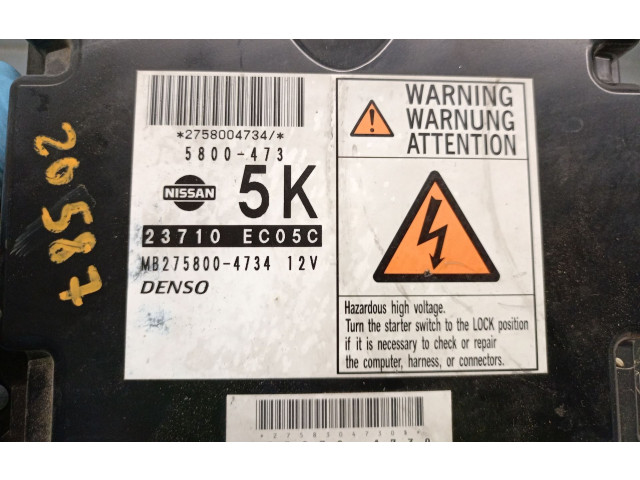 *2758004734/*
5800-473
NISSAN
5K
23710 EC05C
MB275800-4734 12V
DENSO
WARNING
WARNUNG
ATTENTION
Hazardous high voltage.
Turn the starter switch to the LOCK position
if it is necessary to check or repair
the computer, harness, or connectors.
20587